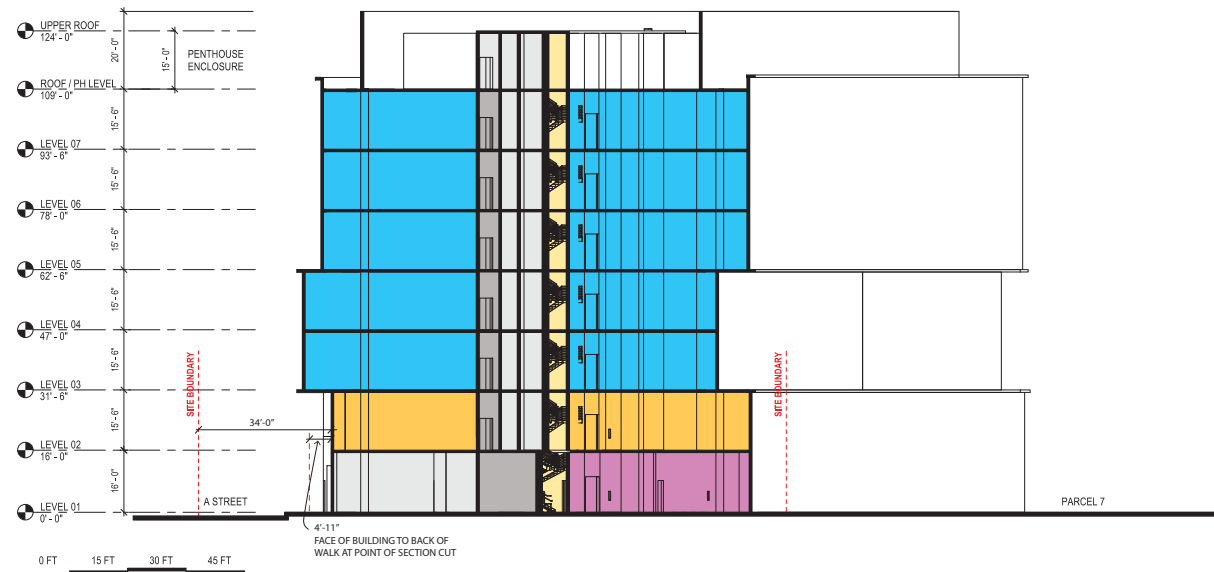 UPPER ROOF
124' - 0"
20' - 0"
15' - 0"
PENTHOUSE
ENCLOSURE
ROOF / PH LEVEL
109' - 0"
15' - 6"
LEVEL 07
93' - 6"
15' - 6"
LEVEL 06
78' - 0"
15' - 6"
LEVEL 05
62' - 6"
15' - 6"
LEVEL 04
47' - 0"
15' - 6"
LEVEL 03
31' - 6"
SITE BOUNDARY
SITE BOUNDARY
15' - 6"
34'-0"
LEVEL 02
16' - 0"
16' - 0"
LEVEL 01
0' - 0"
A STREET
PARCEL 7
4'-11"
FACE OF BUILDING TO BACK OF
WALK AT POINT OF SECTION CUT
0 FT 15 FT 30 FT 45 FT